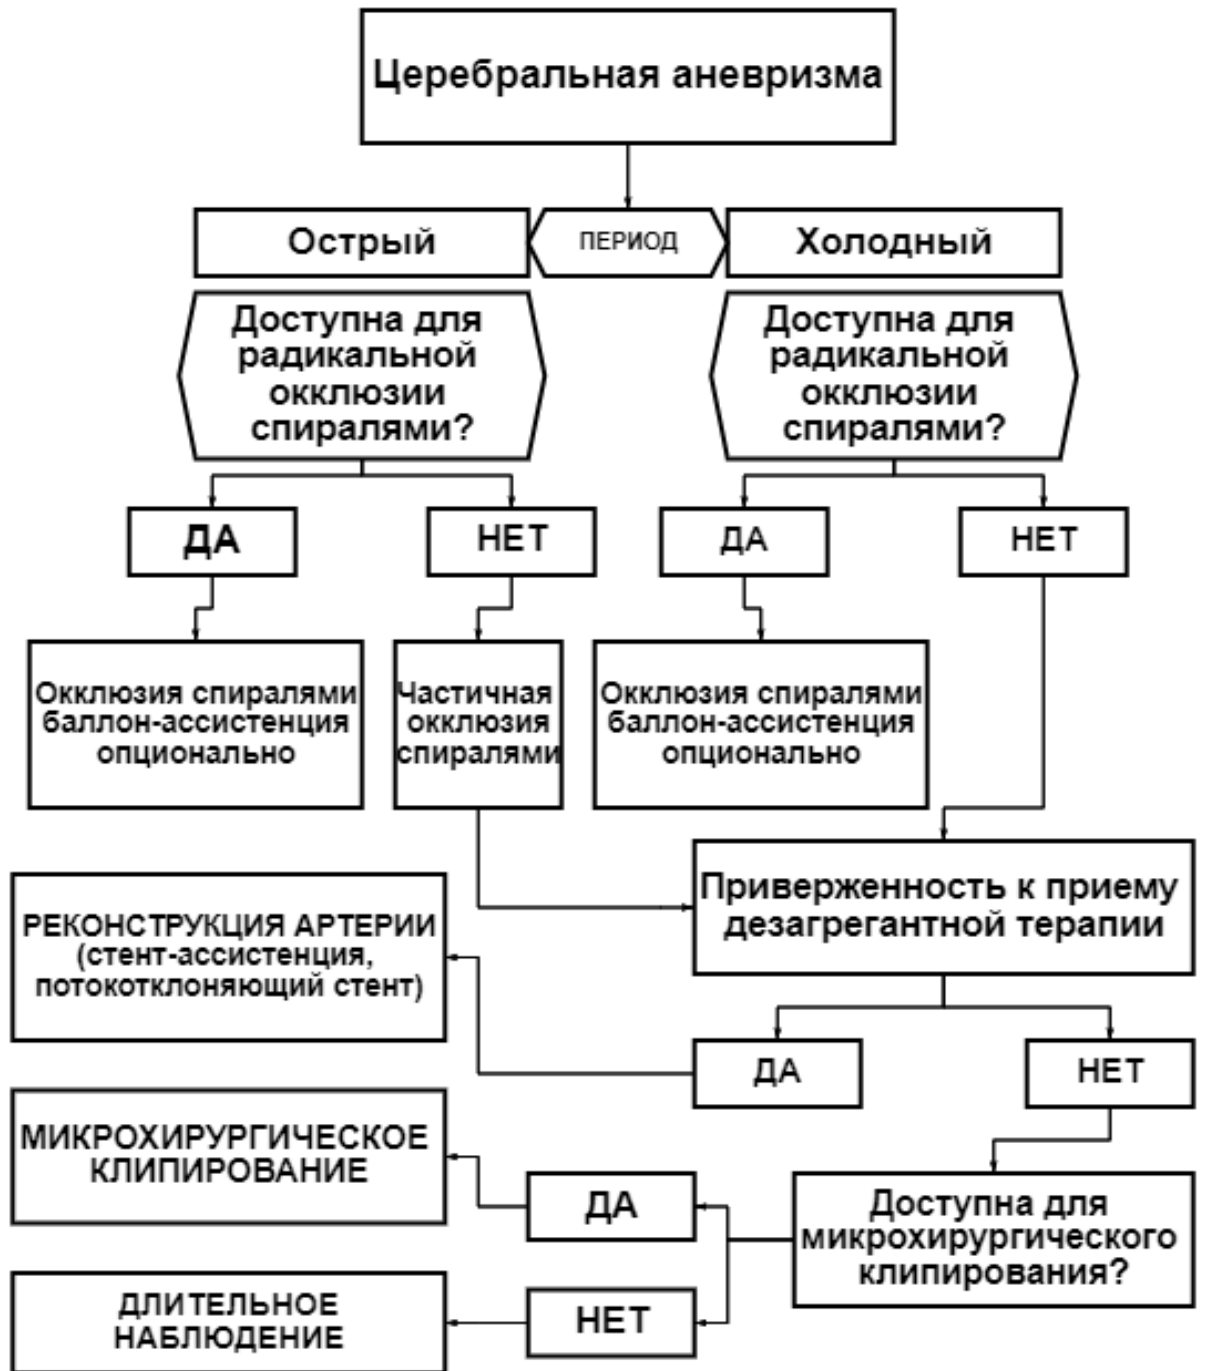 Церебральная аневризма
Острый
ПЕРИОД
Холодный
Доступна для
радикальной
окклюзии
спиралями?
Доступна для
радикальной
окклюзии
спиралями?
ДА
НЕТ
ДА
НЕТ
Окклюзия спиралями
баллон-ассистенция
опционально
Частичная
окклюзия
спиралями
Окклюзия спиралями
баллон-ассистенция
опционально
Приверженность к приему
дезагрегантной терапии
РЕКОНСТРУКЦИЯ АРТЕРИИ
(стент-ассистенция,
потокотклоняющий стент)
ДА
НЕТ
МИКРОХИРУРГИЧЕСКОЕ
КЛИПИРОВАНИЕ
ДА
Доступна для
микрохирургического
клипирования?
ДЛИТЕЛЬНОЕ
НАБЛЮДЕНИЕ
НЕТ